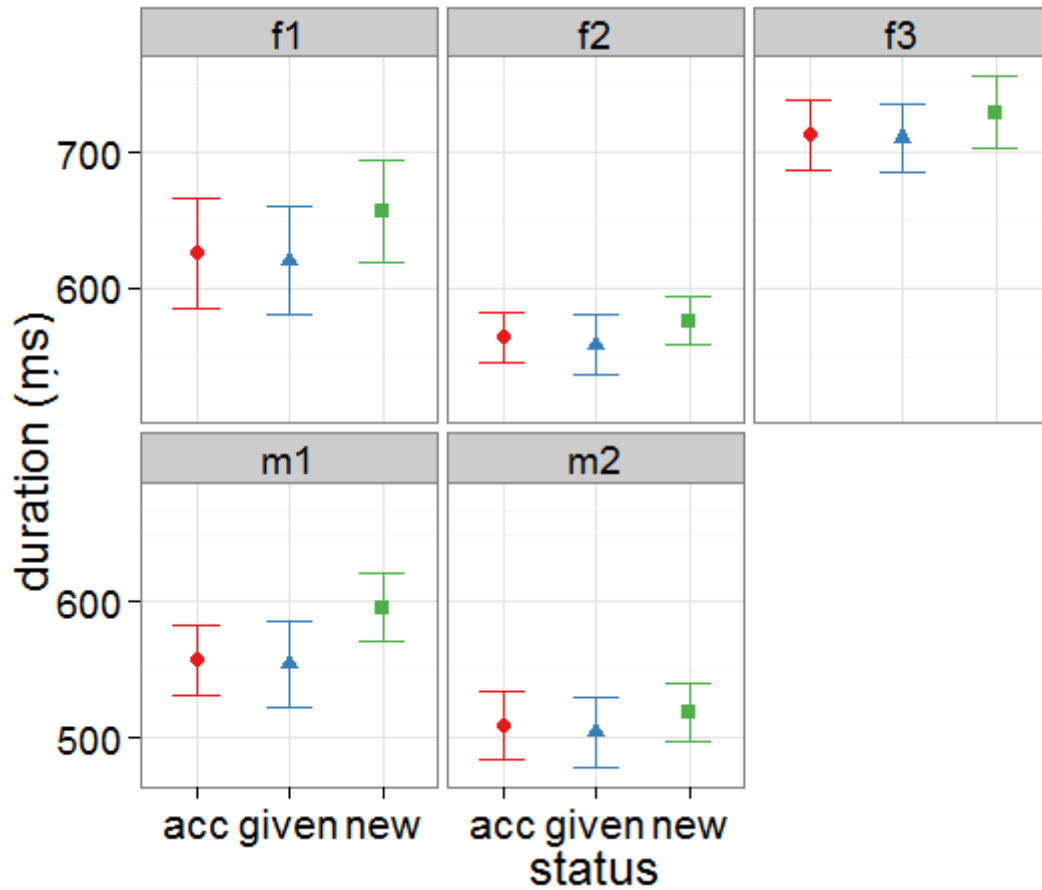 f1 f2 f3
700
600
m1 m2
600
500
acc given new acc given new
status
duration (ms)